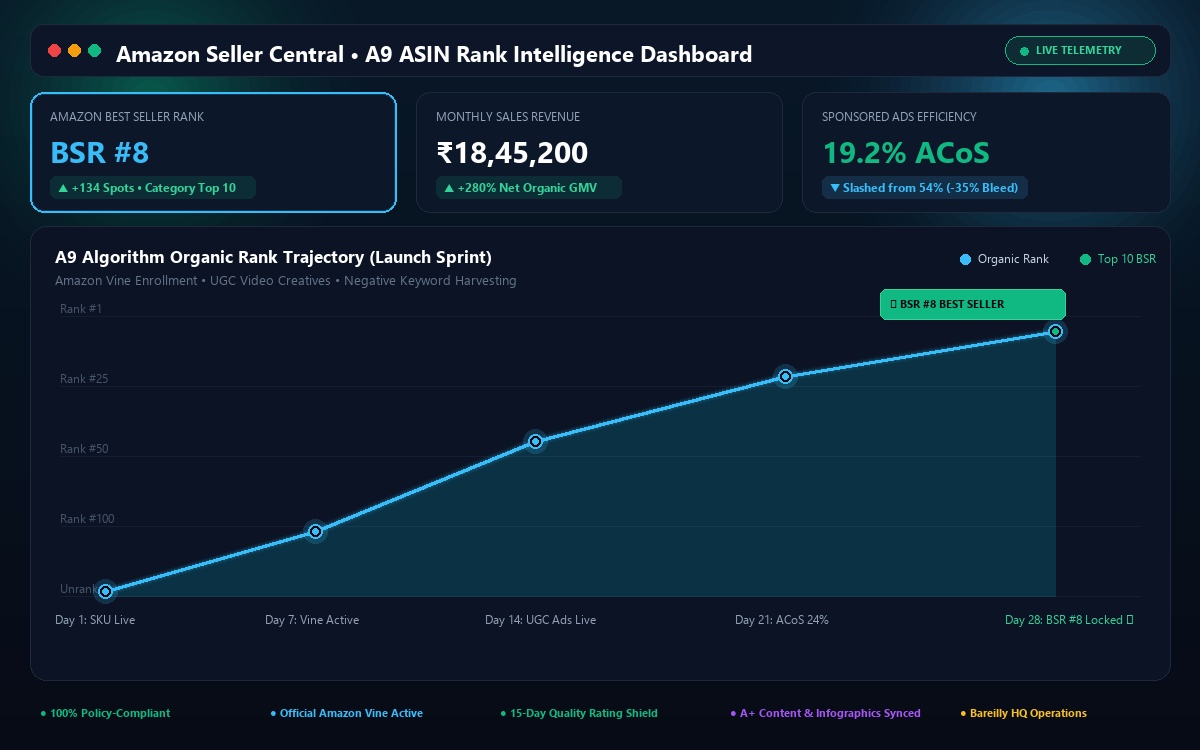 Amazon Seller Central • A9 ASIN Rank Intelligence Dashboard
LIVE TELEMETRY
AMAZON BEST SELLER RANK
BSR #8
▲ +134 Spots • Category Top 10
MONTHLY SALES REVENUE
₹18,45,200
▲ +280% Net Organic GMV
SPONSORED ADS EFFICIENCY
19.2% ACoS
▼ Slashed from 54% (-35% Bleed)
A9 Algorithm Organic Rank Trajectory (Launch Sprint)
Amazon Vine Enrollment • UGC Video Creatives • Negative Keyword Harvesting
Organic Rank
Top 10 BSR
BSR #8 BEST SELLER
Rank #1
Rank #25
Rank #50
Rank #100
Unrank
Day 1: SKU Live
Day 7: Vine Active
Day 14: UGC Ads Live
Day 21: ACoS 24%
Day 28: BSR #8 Locked
• 100% Policy-Compliant
• Official Amazon Vine Active
• 15-Day Quality Rating Shield
• A+ Content & Infographics Synced
• Bareilly HQ Operations